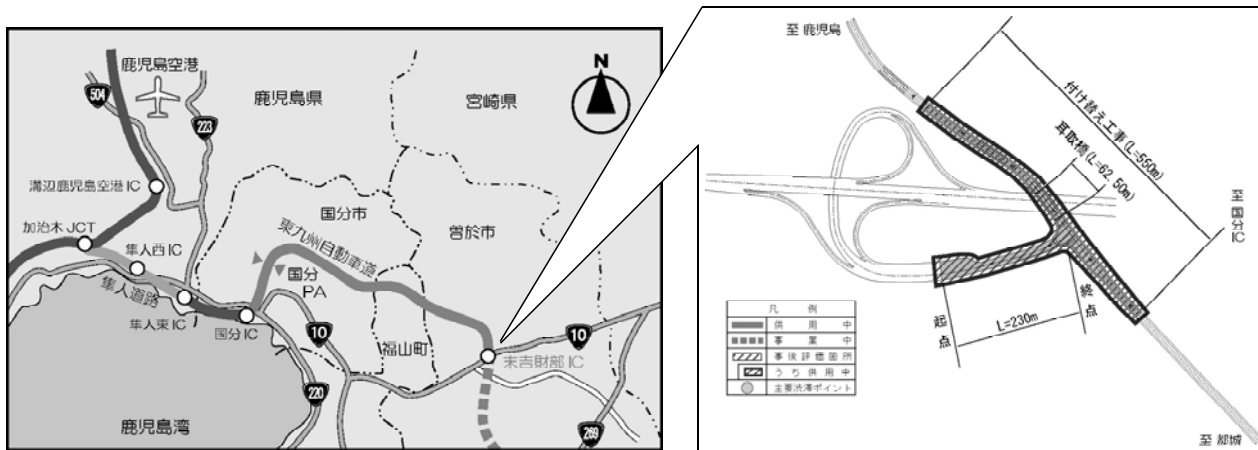 鹿児島空港
N
504
223
鹿児島県
宮崎県
溝辺鹿児島空港 IC
国分市
加治木 JCT
曽於市
隼人西 IC
東九州自動車道
国分
PA
隼人道路
隼人東 IC
国分 IC
10
10
福山町
末吉財部 IC
220
269
鹿児島湾
至 鹿児島
付け替え工事 (L=550m)
耳取橋 (L=62.50m)
至 国分 IC
起点
L=230m
終点
凡 例
供 用 中
事 業 中
事 後 評 価 箇 所
う ち 供 用 中
主要渋滞ポイント
至 都城